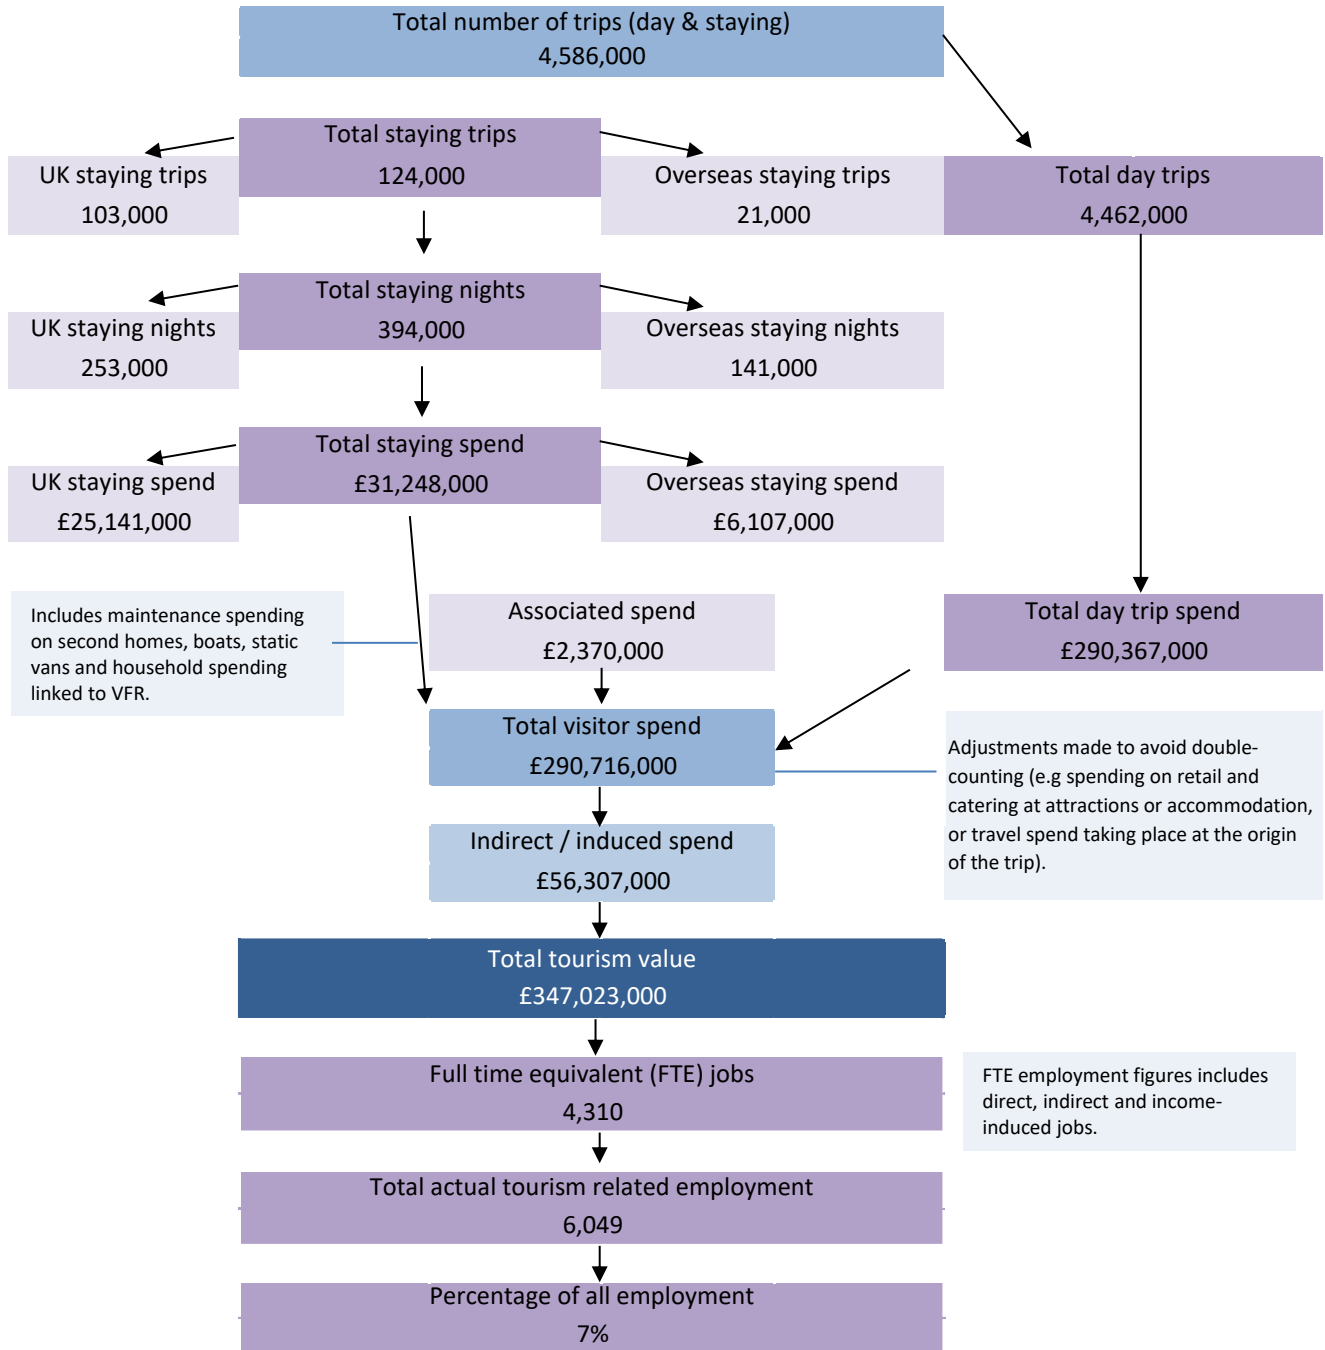 Total number of trips (day & staying)
4,586,000
Total staying trips
124,000
UK staying trips
103,000
Overseas staying trips
21,000
Total day trips
4,462,000
Total staying nights
394,000
UK staying nights
253,000
Overseas staying nights
141,000
Total staying spend
£31,248,000
UK staying spend
£25,141,000
Overseas staying spend
£6,107,000
Includes maintenance spending
on second homes, boats, static
vans and household spending
linked to VFR.
Associated spend
£2,370,000
Total day trip spend
£290,367,000
Total visitor spend
£290,716,000
Adjustments made to avoid double-
counting (e.g spending on retail and
catering at attractions or accommodation,
or travel spend taking place at the origin
of the trip).
Indirect / induced spend
£56,307,000
Total tourism value
£347,023,000
Full time equivalent (FTE) jobs
4,310
FTE employment figures includes
direct, indirect and income-
induced jobs.
Total actual tourism related employment
6,049
Percentage of all employment
7%